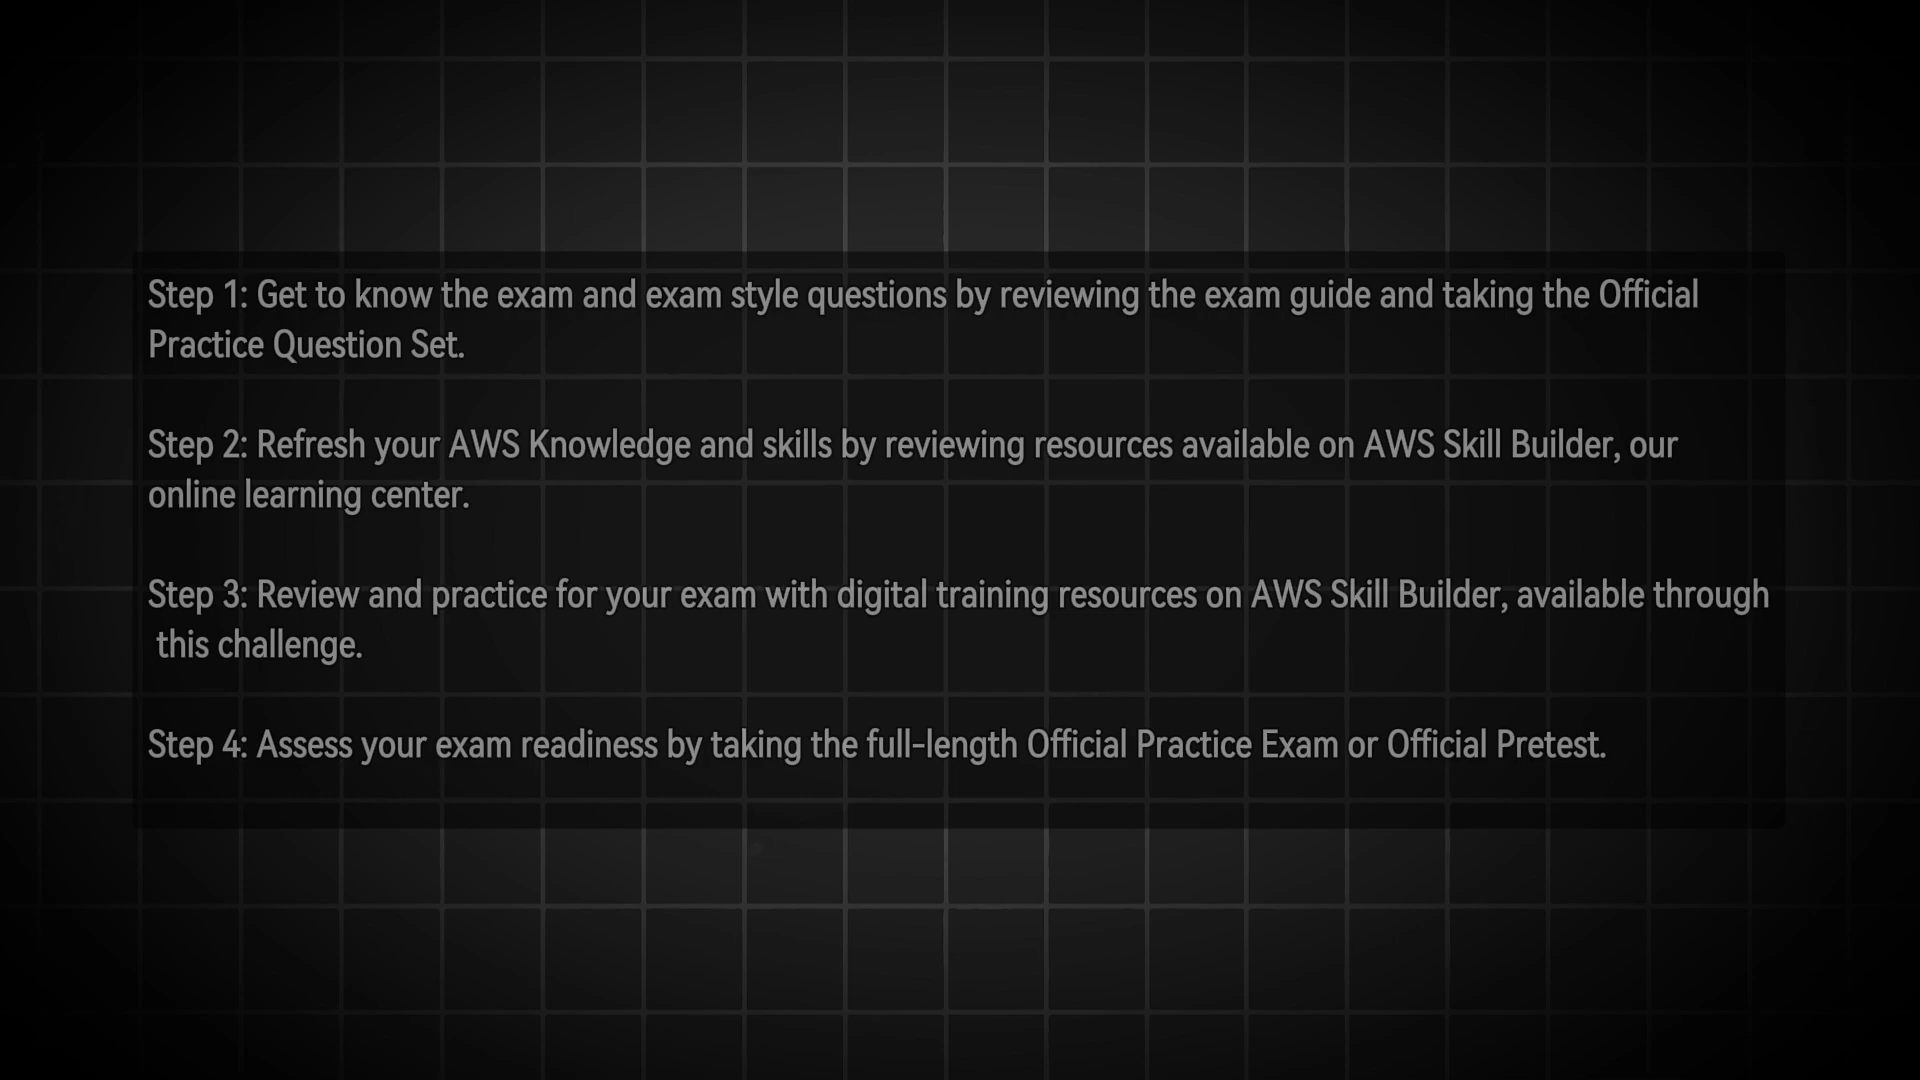 Step 1: Get to know the exam and exam style questions by reviewing the exam guide and taking the Official
Practice Question Set.
Step 2: Refresh your AWS Knowledge and skills by reviewing resources available on AWS Skill Builder, our
online learning center.
Step 3: Review and practice for your exam with digital training resources on AWS Skill Builder, available through
this challenge.
Step 4: Assess your exam readiness by taking the full-length Official Practice Exam or Official Pretest.